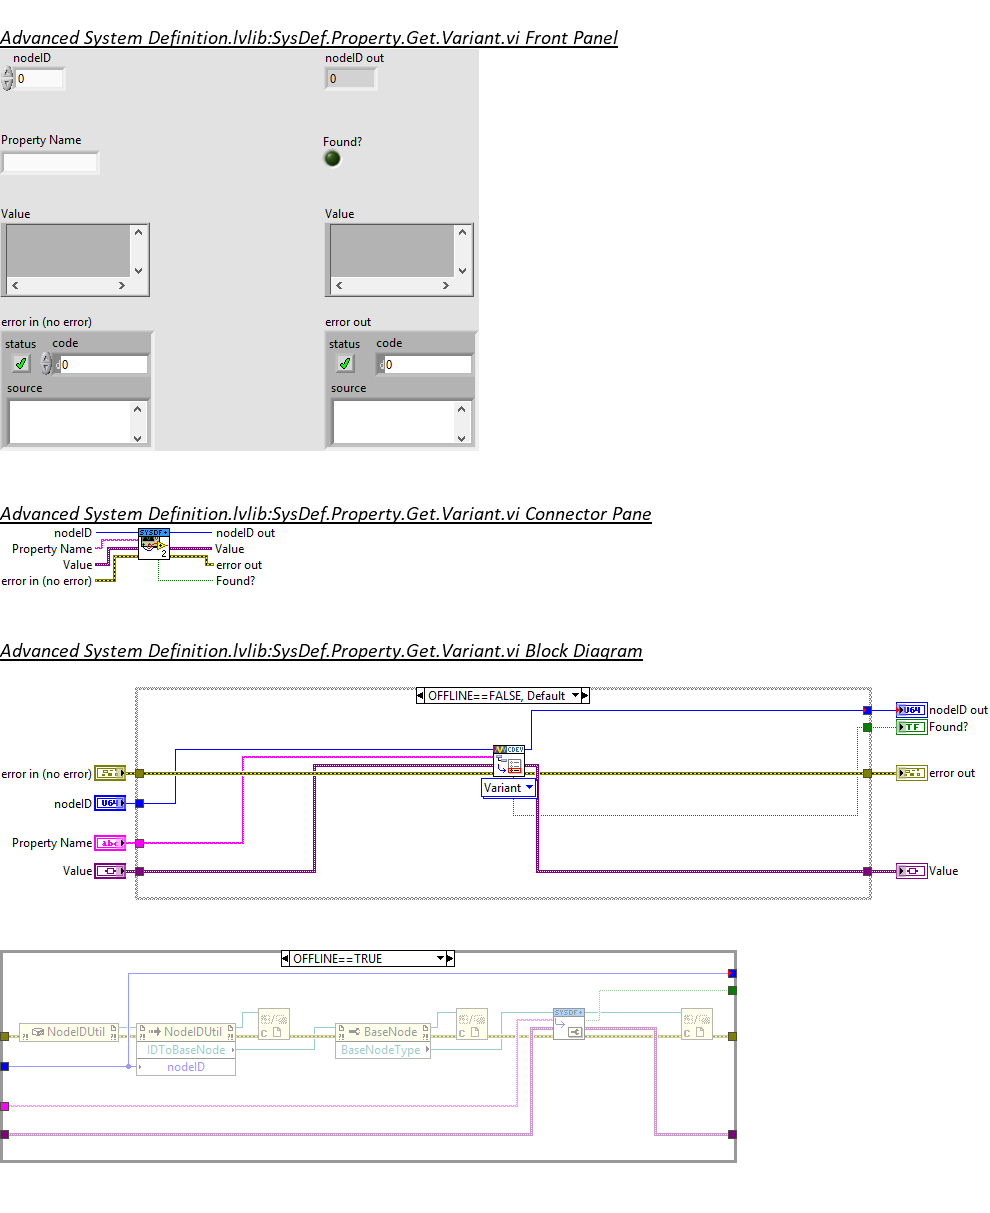 Advanced System Definition.lvlib:SysDef.Property.Get.Variant.vi Front Panel
nodeID
nodeID out
0
0
Property Name
Found?
Value
Value
error in (no error)
error out
status code
status code
0
0
source
source
Advanced System Definition.lvlib:SysDef.Property.Get.Variant.vi Connector Pane
nodeID
nodeID out
SYSDF+
Property Name
Value
2
Value
error out
error in (no error)
Found?
Advanced System Definition.lvlib:SysDef.Property.Get.Variant.vi Block Diagram
OFFLINE==FALSE, Default
U64 nodeID out
TF Found?
CDEV
error in (no error)
error out
Variant
nodeID U64
Property Name abc
Value
Value
OFFLINE==TRUE
SYSDF+
NodeIDUtil
NodeIDUtil
BaseNode
C
C
C
IDToBaseNode
BaseNodeType
nodeID